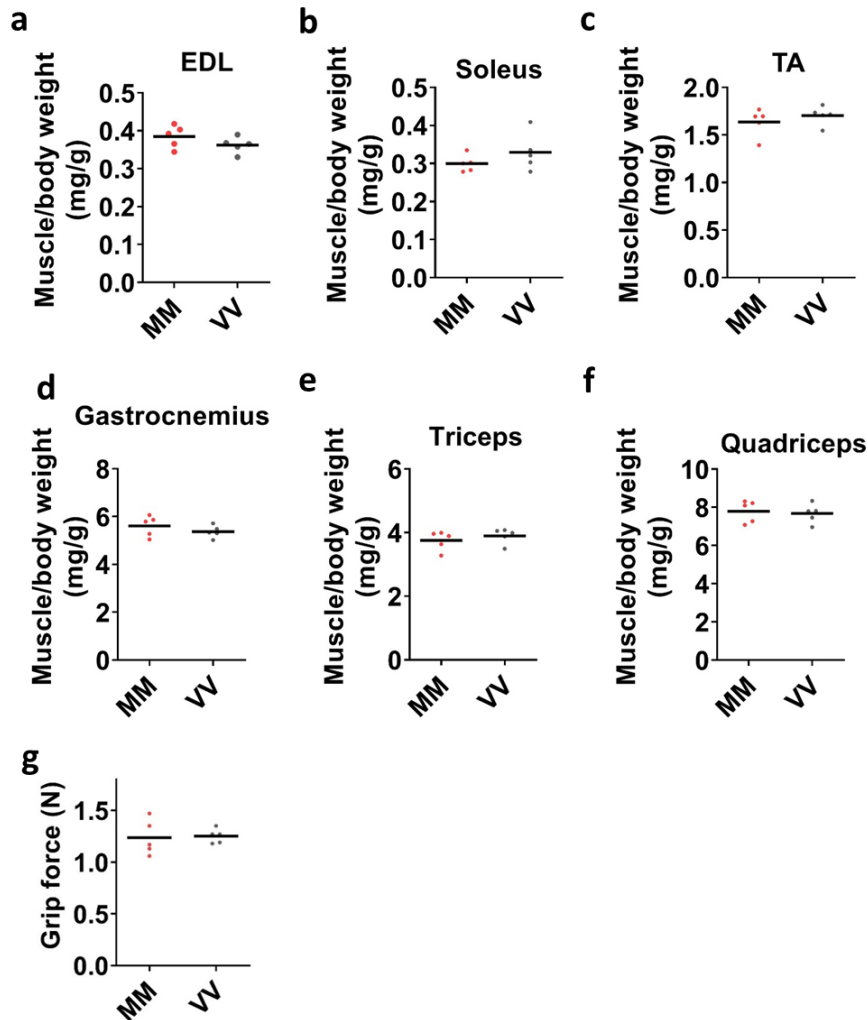 a
EDL
Muscle/body weight
(mg/g)
0.5
0.4
0.3
0.2
0.1
0.0
MM
VV
b
Soleus
Muscle/body weight
(mg/g)
0.5
0.4
0.3
0.2
0.1
0.0
MM
VV
c
TA
Muscle/body weight
(mg/g)
2.0
1.5
1.0
0.5
0.0
MM
VV
d
Gastrocnemius
Muscle/body weight
(mg/g)
8
6
4
2
0
MM
VV
e
Triceps
Muscle/body weight
(mg/g)
6
4
2
0
MM
VV
f
Quadriceps
Muscle/body weight
(mg/g)
10
8
6
4
2
0
MM
VV
g
Grip force (N)
1.5
1.0
0.5
0.0
MM
VV